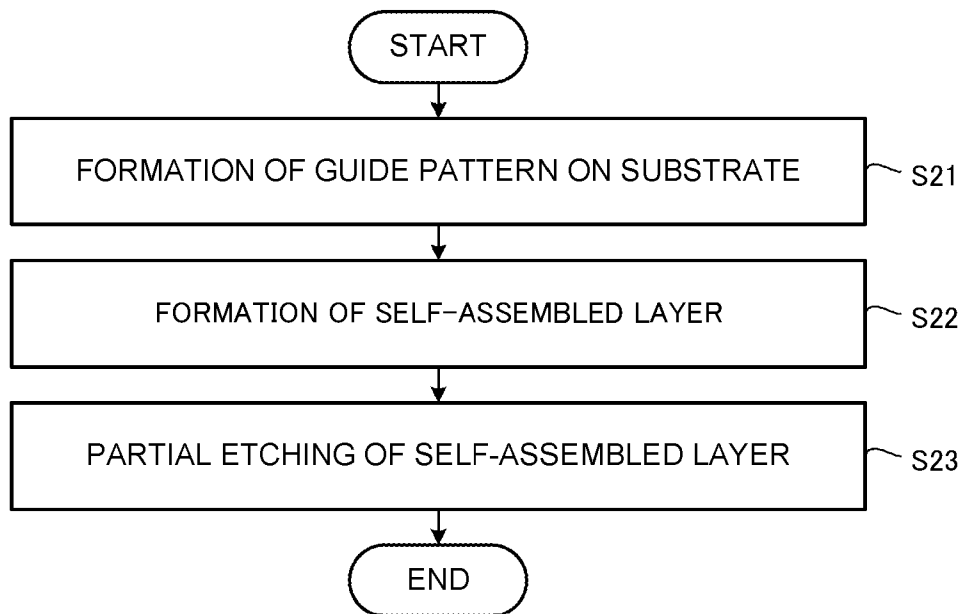 START
FORMATION OF GUIDE PATTERN ON SUBSTRATE
S21
FORMATION OF SELF-ASSEMBLED LAYER
S22
PARTIAL ETCHING OF SELF-ASSEMBLED LAYER
S23
END